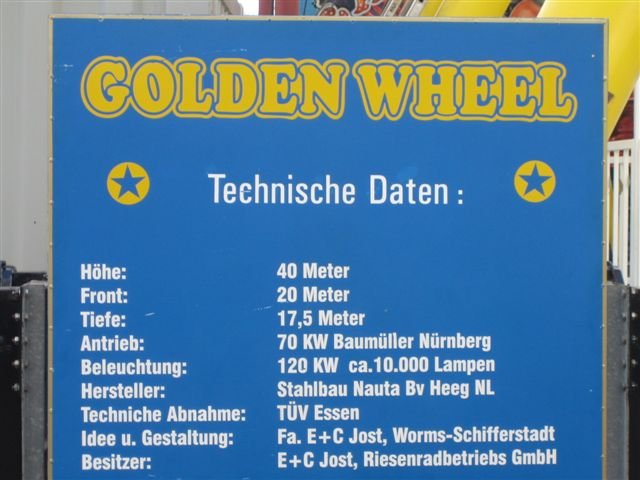 GOLDEN WHEEL
Technische Daten :
Höhe: 40 Meter
Front: 20 Meter
Tiefe: 17,5 Meter
Antrieb: 70 KW Baumüller Nürnberg
Beleuchtung: 120 KW ca.10.000 Lampen
Hersteller: Stahlbau Nauta Bv Heeg NL
Techniche Abnahme: TÜV Essen
Idee u. Gestaltung: Fa. E+C Jost, Worms-Schifferstadt
Besitzer: E+C Jost, Riesenradbetriebs GmbH